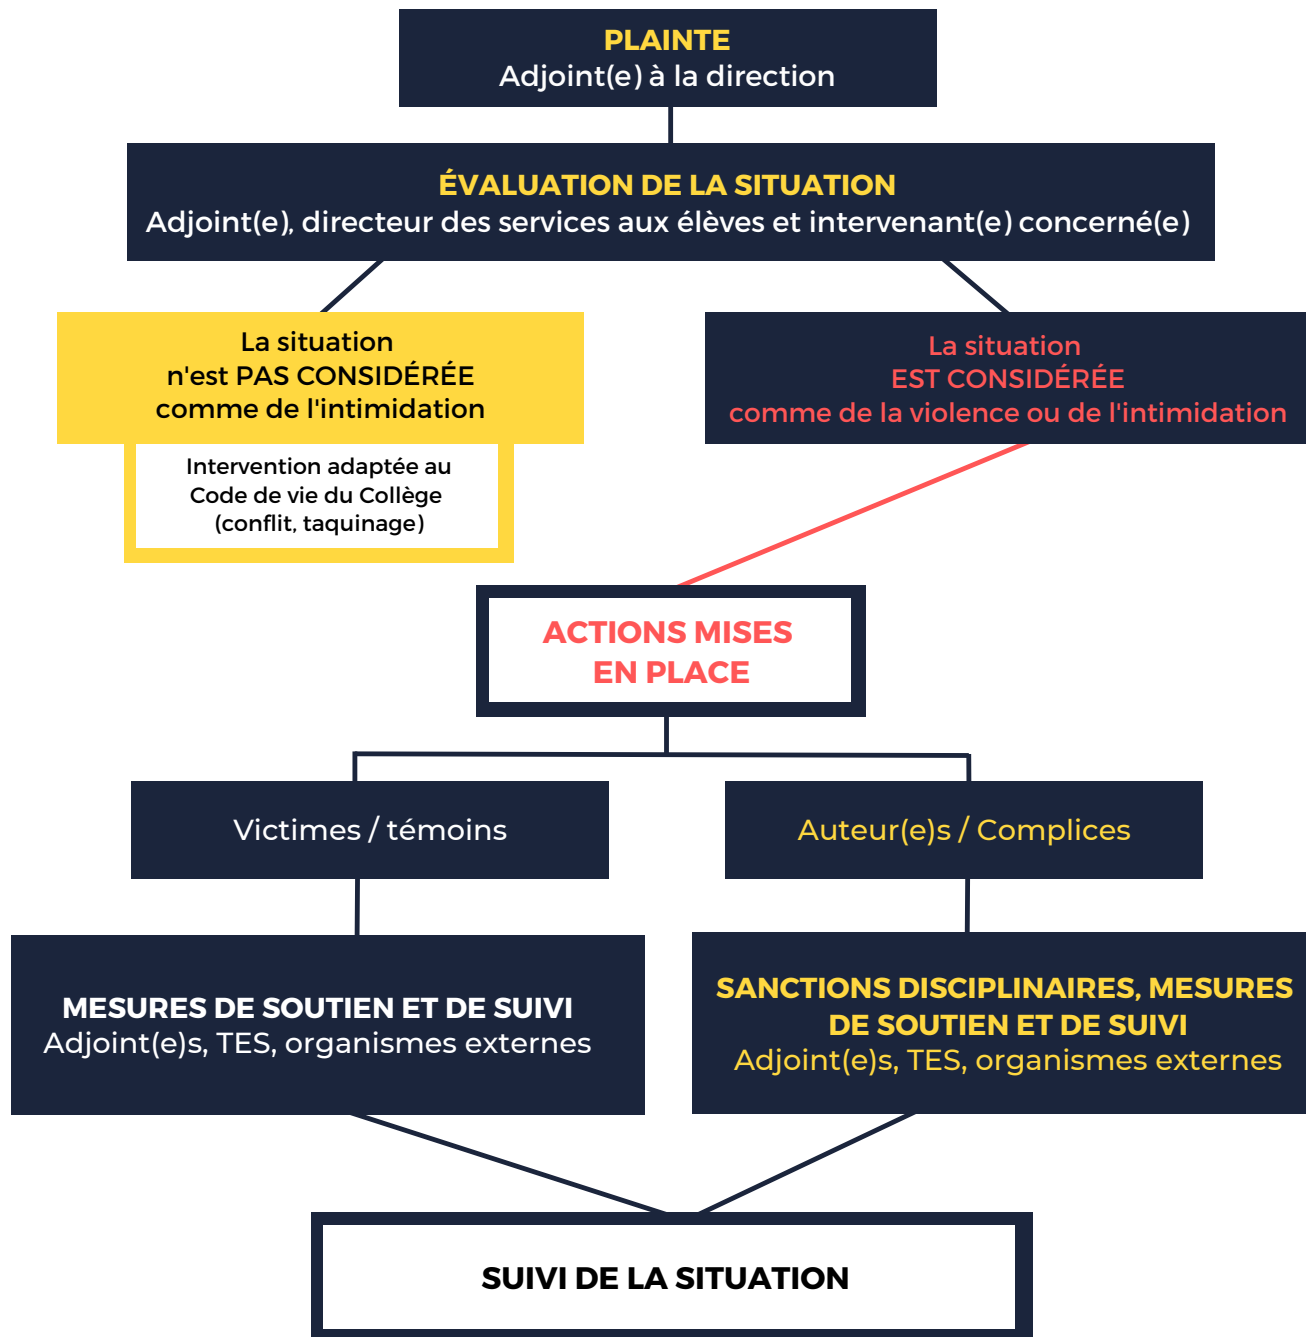 PLAINTE
Adjoint(e) à la direction
ÉVALUATION DE LA SITUATION
Adjoint(e), directeur des services aux élèves et intervenant(e) concerné(e)
La situation
n'est PAS CONSIDÉRÉE
comme de l'intimidation
Intervention adaptée au
Code de vie du Collège
(conflit, taquinage)
La situation
EST CONSIDÉRÉE
comme de la violence ou de l'intimidation
ACTIONS MISES
EN PLACE
Victimes / témoins
Auteur(e)s / Complices
MESURES DE SOUTIEN ET DE SUIVI
Adjoint(e)s, TES, organismes externes
SANCTIONS DISCIPLINAIRES, MESURES
DE SOUTIEN ET DE SUIVI
Adjoint(e)s, TES, organismes externes
SUIVI DE LA SITUATION